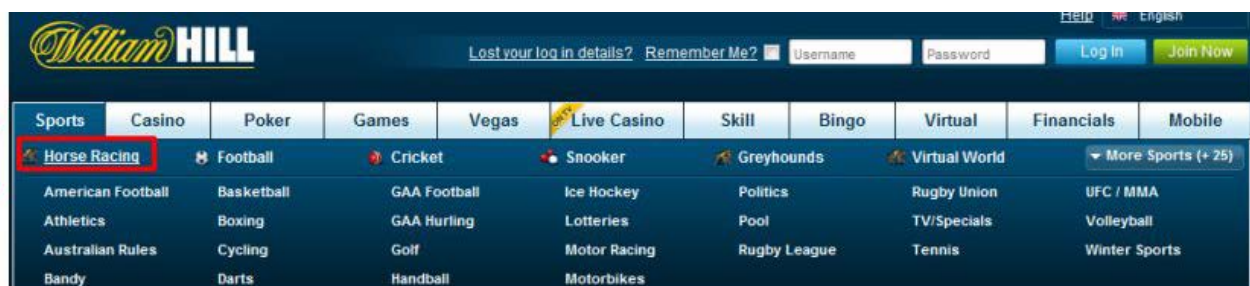 Help English
William HILL
Lost your log in details? Remember Me? Username Password Log In Join Now
Sports Casino Poker Games Vegas ON TV Live Casino Skill Bingo Virtual Financials Mobile
Horse Racing Football Cricket Snooker Greyhounds Virtual World More Sports (+ 25)
American Football Basketball GAA Football Ice Hockey Politics Rugby Union UFC / MMA
Athletics Boxing GAA Hurling Lotteries Pool TV/Specials Volleyball
Australian Rules Cycling Golf Motor Racing Rugby League Tennis Winter Sports
Bandy Darts Handball Motorbikes